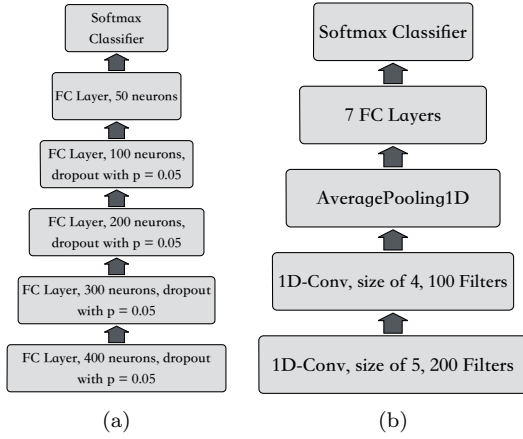 Softmax
Classifier
FC Layer, 50 neurons
FC Layer, 100 neurons,
dropout with p = 0.05
FC Layer, 200 neurons,
dropout with p = 0.05
FC Layer, 300 neurons, dropout
with p = 0.05
FC Layer, 400 neurons, dropout
with p = 0.05
(a)
Softmax Classifier
7 FC Layers
AveragePooling1D
1D-Conv, size of 4, 100 Filters
1D-Conv, size of 5, 200 Filters
(b)